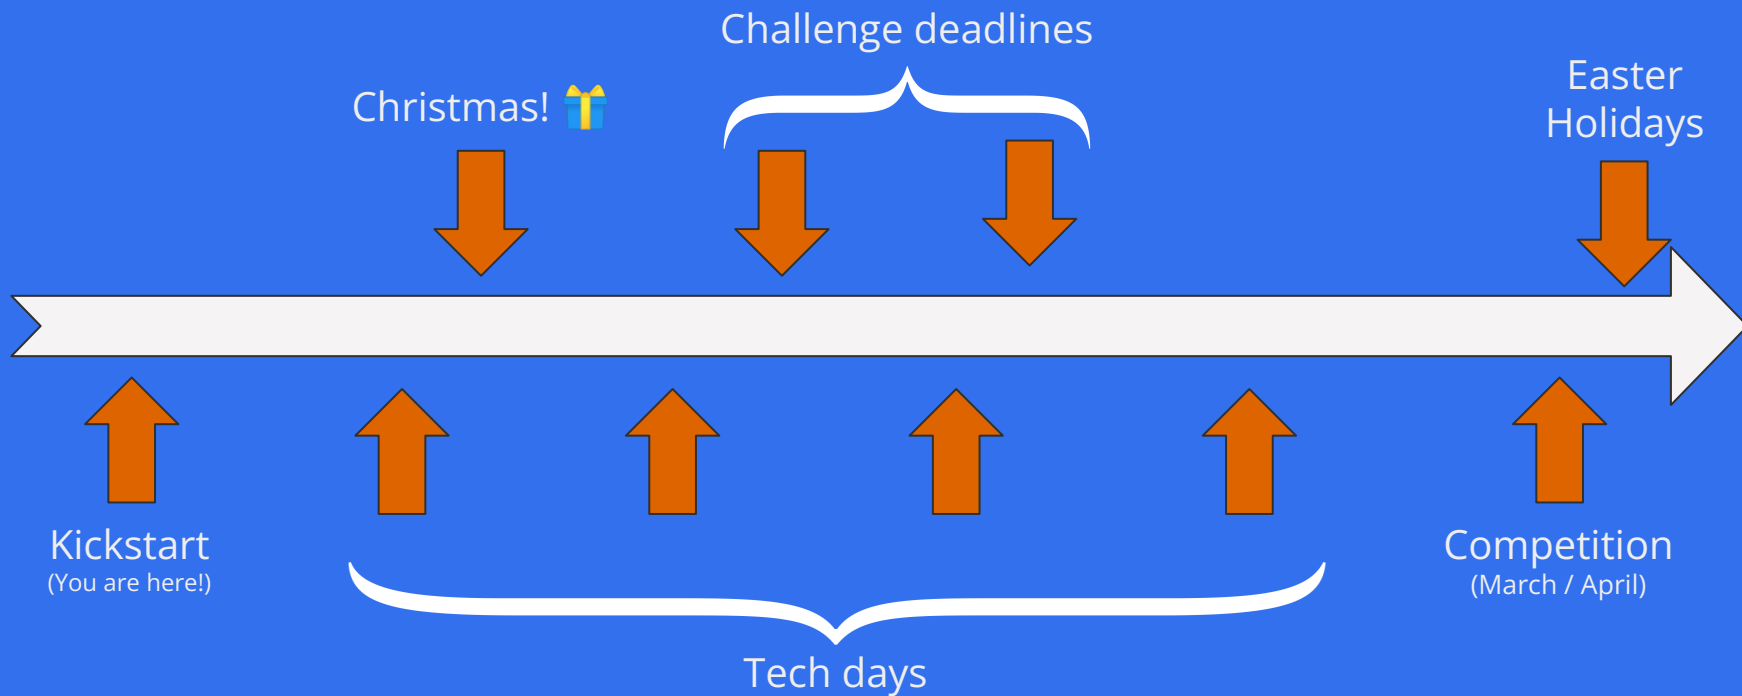 Challenge deadlines
Christmas! 🎁
Easter
Holidays
Kickstart
(You are here!)
Competition
(March / April)
Tech days